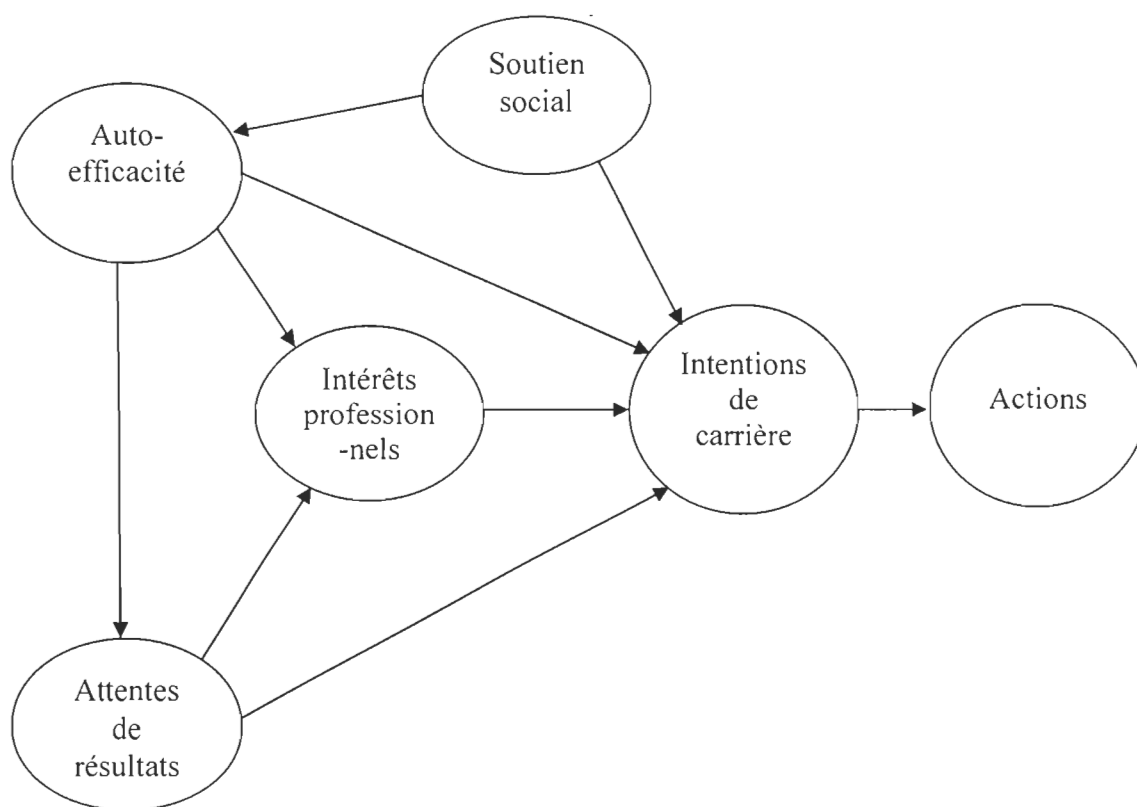 Soutien
social
Auto-
efficacité
Intérêts
profession
-nels
Intentions
de
carrière
Actions
Attentes
de
résultats